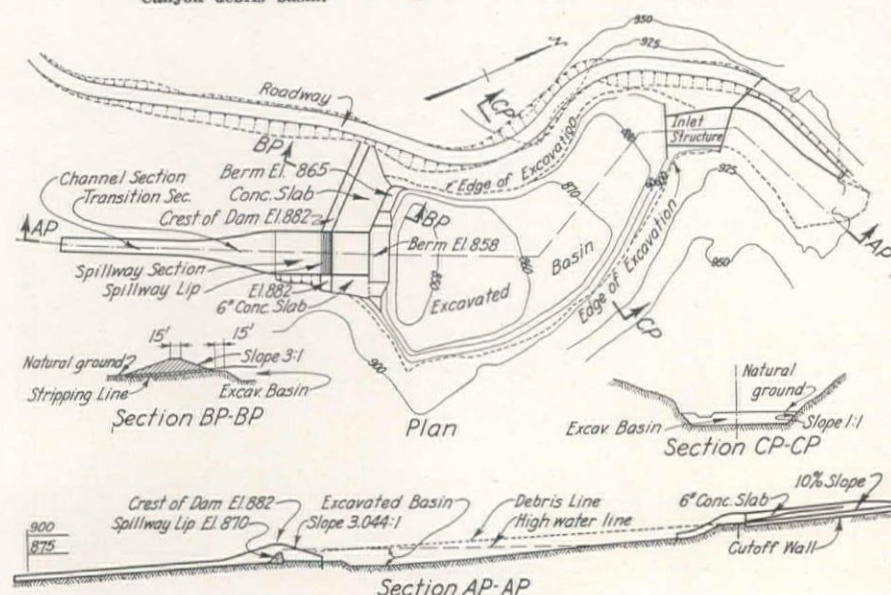 Canyon debris basin.
950
925
N
CP
Roadway
BP
Inlet
Structure
Edge of Excavation
880
870
925
Berm El. 865
Conc. Slab
Crest of Dam El. 882
Channel Section
Transition Sec.
AP
BP
Berm El. 858
860
850
Basin
Excavated
Edge of Excavation
AP
950
Spillway Section
Spillway Lip
El. 882
6" Conc. Slab
CP
900
15'
15'
Natural ground
Slope 3:1
Stripping Line
Excav. Basin
Section BP-BP
Plan
Natural
ground
Excav. Basin
Slope 1:1
Section CP-CP
10% Slope
Crest of Dam El. 882
Excavated Basin
Debris Line
6" Conc. Slab
Spillway Lip El. 870
Slope 3.044:1
High water line
900
875
Cutoff Wall
Section AP-AP